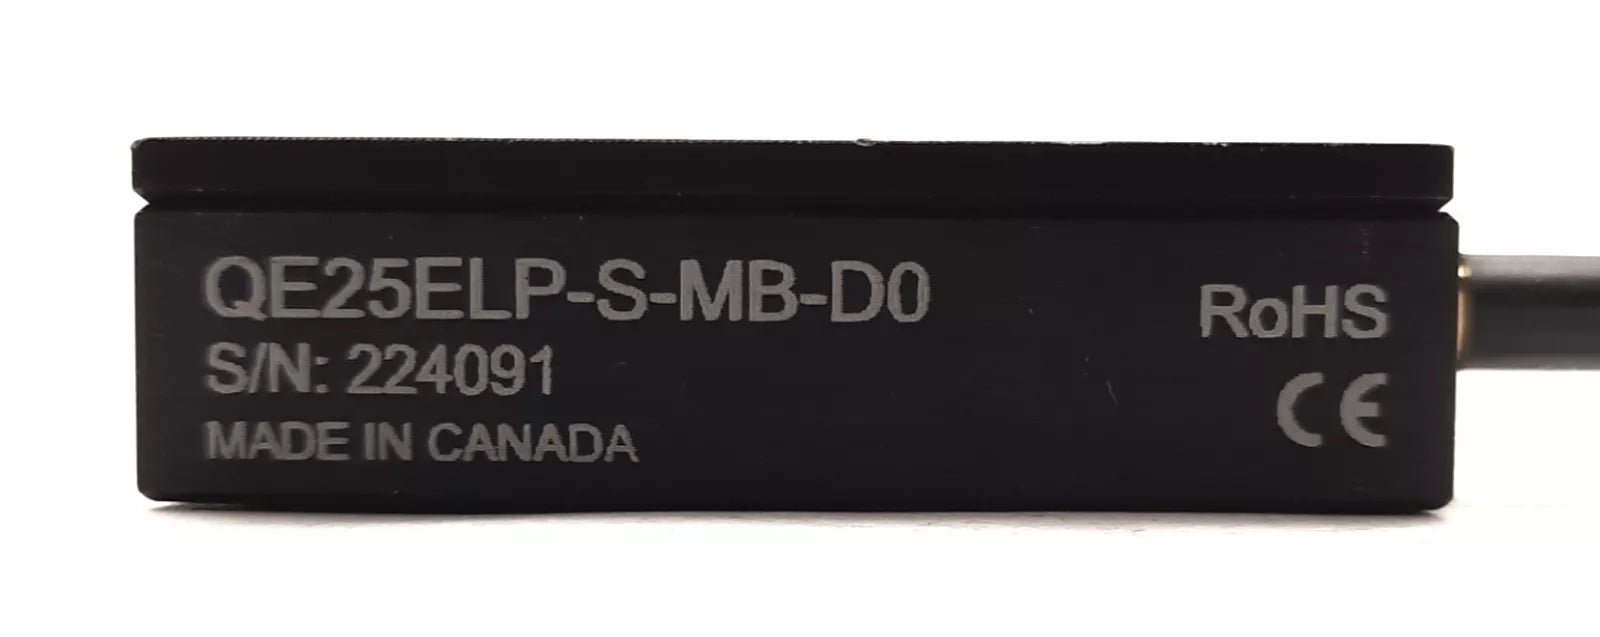 QE25ELP-S-MB-D0
S/N: 224091
MADE IN CANADA
RoHS
CE